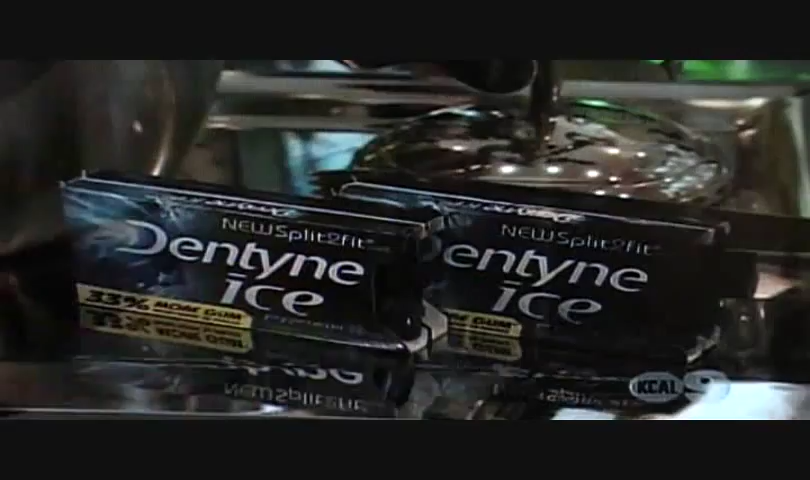 NEW Split2fit
Dentyne
ice
33% MORE GUM
NEW Split2fit
Dentyne
ice
MORE GUM
KCAL 9